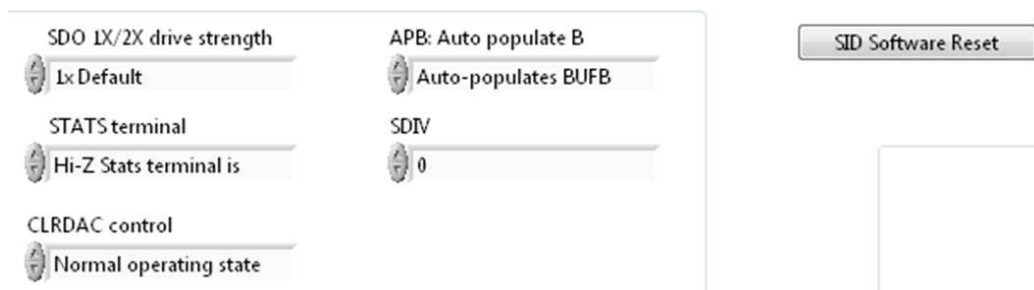 SDO 1X/2X drive strength
1x Default
APB: Auto populate B
Auto-populates BUFB
SID Software Reset
STATS terminal
Hi-Z Stats terminal is
SDIV
0
CLRDAC control
Normal operating state